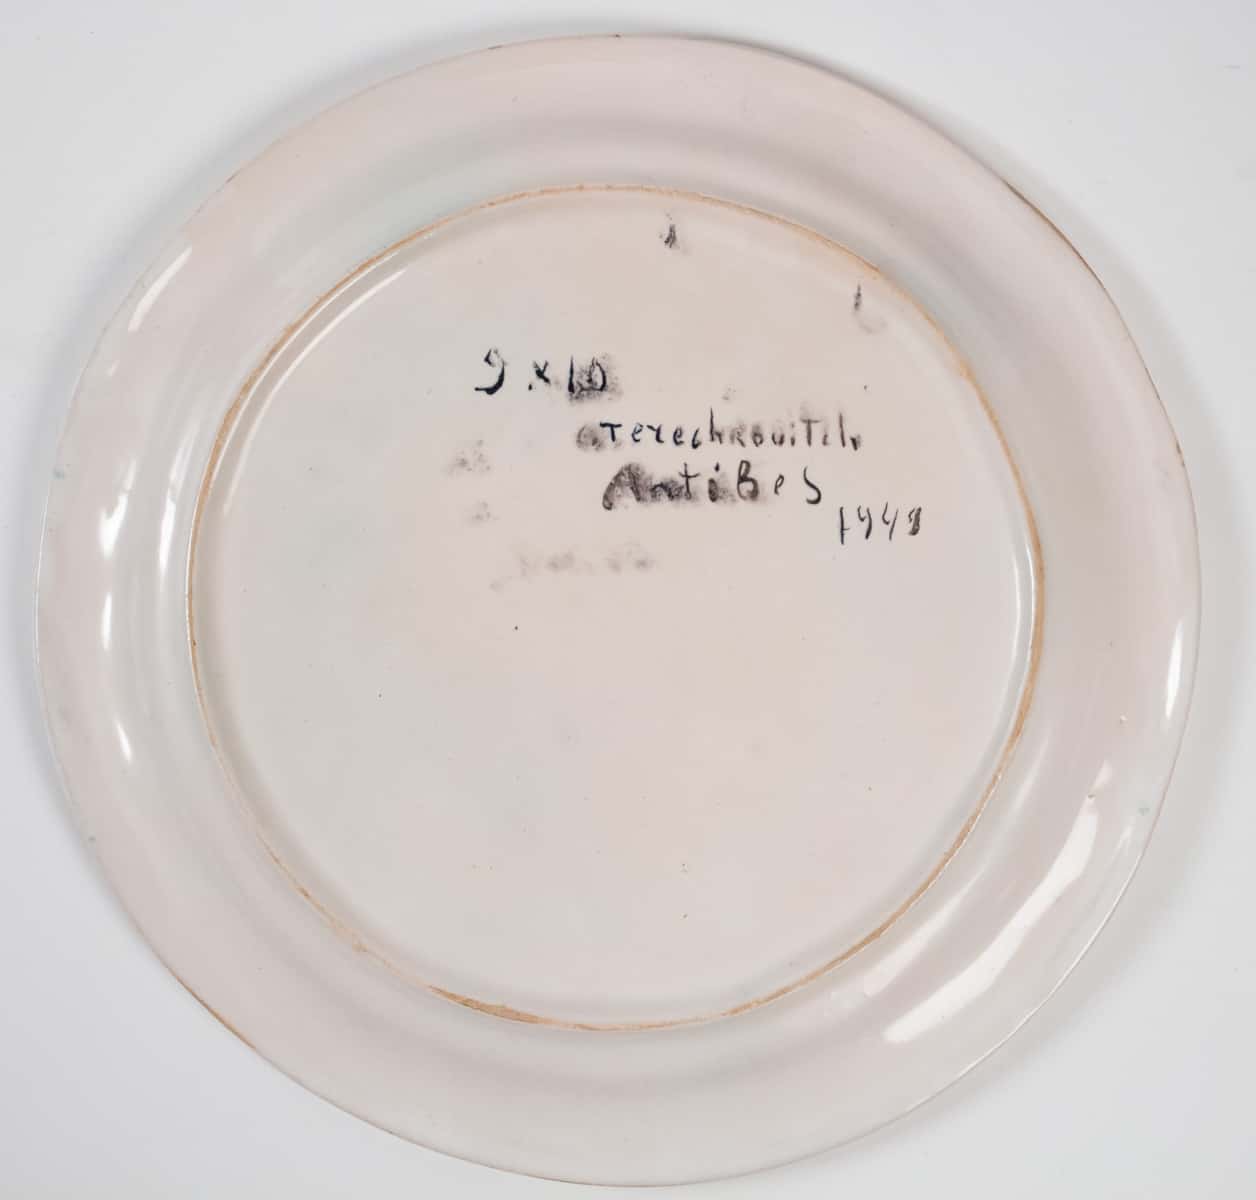 9 x 10
Terechkovitch
AntiBes
1948